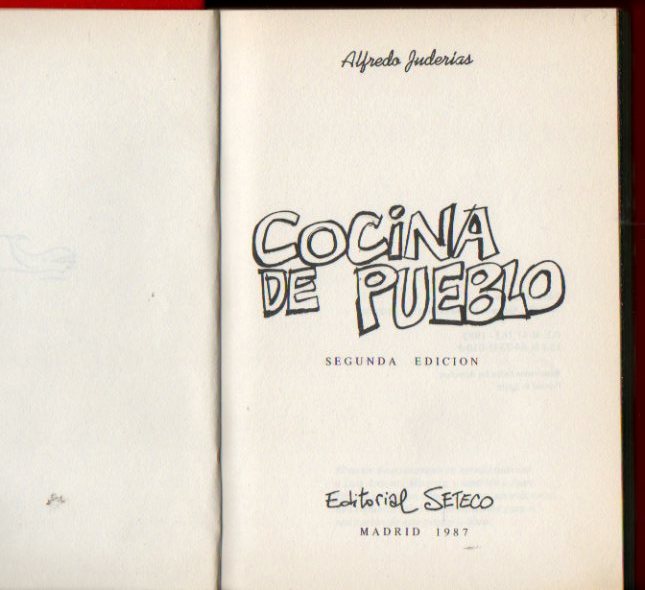 Alfredo Juderías
COCiNA
DE PUEBLO
SEGUNDA EDICION
Editorial SETECO
MADRID 1987